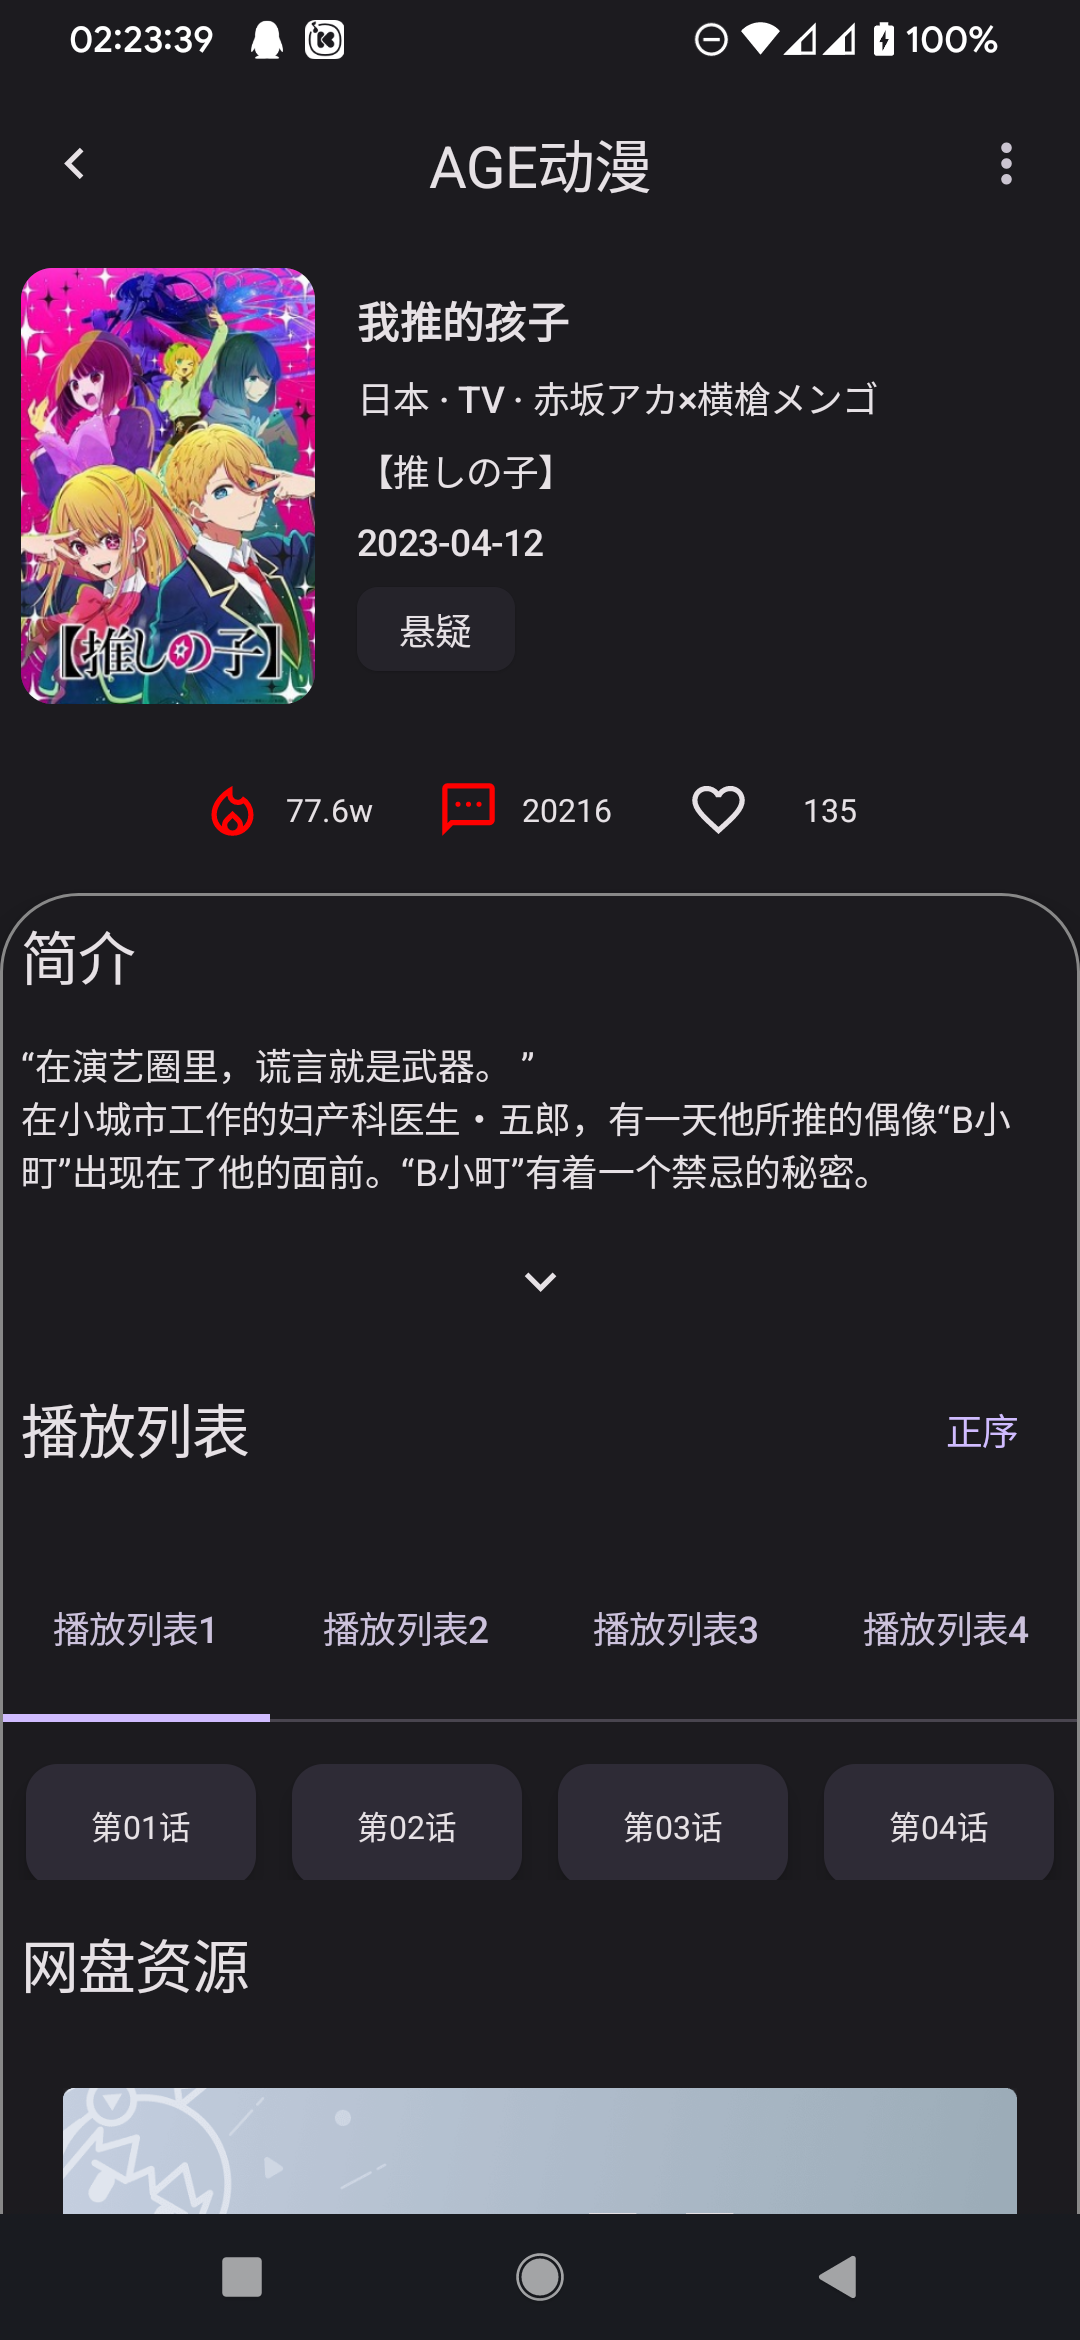 02:23:39
100%
AGE动漫
我推的孩子
日本 · TV · 赤坂アカ×横槍メンゴ
【推しの子】
2023-04-12
悬疑
【推しの子】
77.6w
20216
135
简介
“在演艺圈里，谎言就是武器。 ”
在小城市工作的妇产科医生・五郎，有一天他所推的偶像“B小
町”出现在了他的面前。“B小町”有着一个禁忌的秘密。
播放列表
正序
播放列表1
播放列表2
播放列表3
播放列表4
第01话
第02话
第03话
第04话
网盘资源